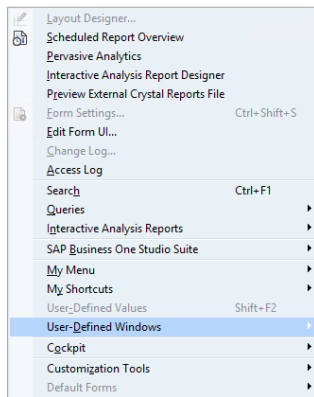 Layout Designer...
Scheduled Report Overview
Pervasive Analytics
Interactive Analysis Report Designer
Preview External Crystal Reports File
Form Settings... Ctrl+Shift+S
Edit Form UI...
Change Log...
Access Log
Search Ctrl+F1
Queries
Interactive Analysis Reports
SAP Business One Studio Suite
My Menu
My Shortcuts
User-Defined Values Shift+F2
User-Defined Windows
Cockpit
Customization Tools
Default Forms